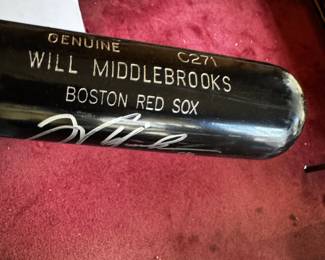 GENUINE C271
WILL MIDDLEBROOKS
BOSTON RED SOX